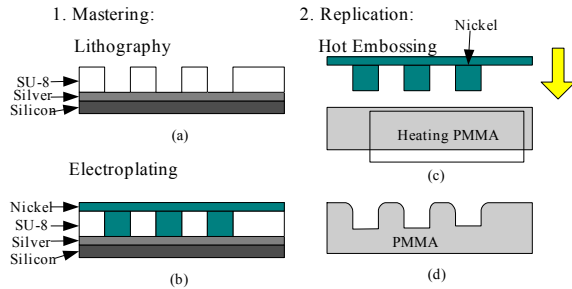 1. Mastering:
Lithography
SU-8
Silver
Silicon
(a)
Electroplating
Nickel
SU-8
Silver
Silicon
(b)
2. Replication:
Nickel
Hot Embossing
Heating PMMA
(c)
PMMA
(d)